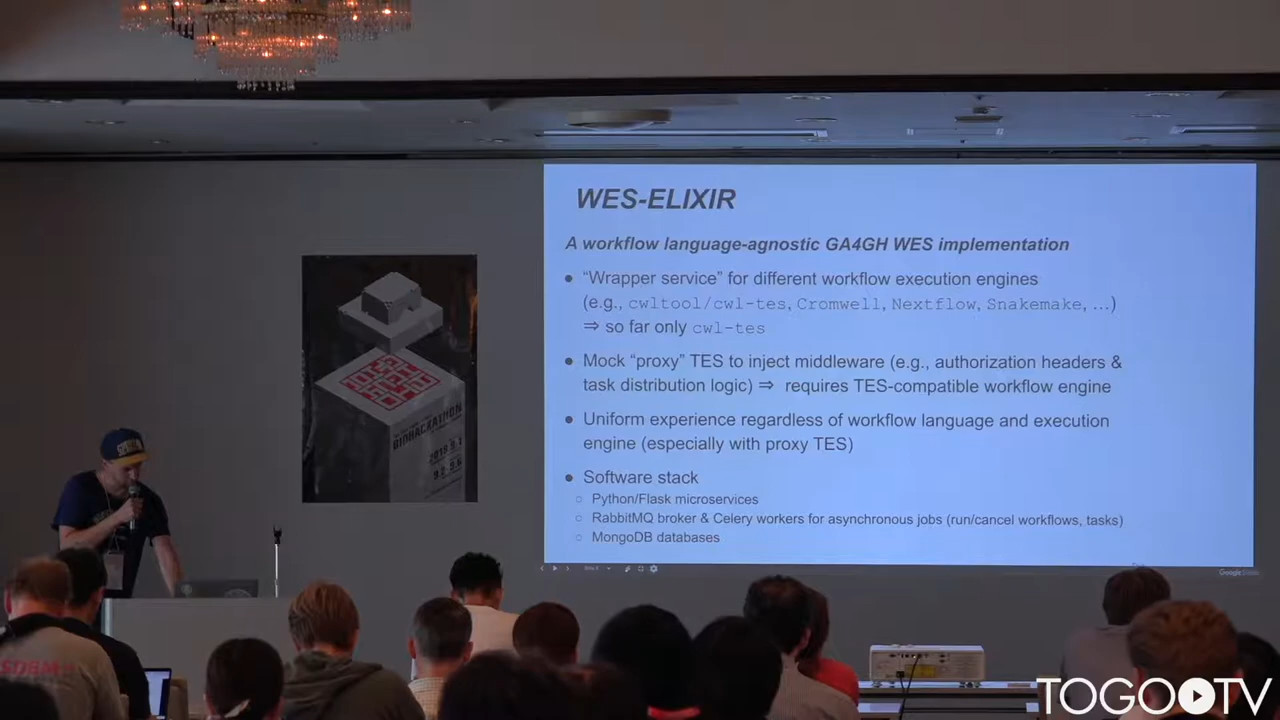 WES-ELIXIR
A workflow language-agnostic GA4GH WES implementation
● “Wrapper service” for different workflow execution engines
(e.g., cwltool/cwl-tes, Cromwell, Nextflow, Snakemake, ...)
⇒ so far only cwl-tes
● Mock “proxy” TES to inject middleware (e.g., authorization headers &
task distribution logic) ⇒ requires TES-compatible workflow engine
● Uniform experience regardless of workflow language and execution
engine (especially with proxy TES)
● Software stack
○ Python/Flask microservices
○ RabbitMQ broker & Celery workers for asynchronous jobs (run/cancel workflows, tasks)
○ MongoDB databases
Google Slides
BIOHACKATHON
TOGO TV